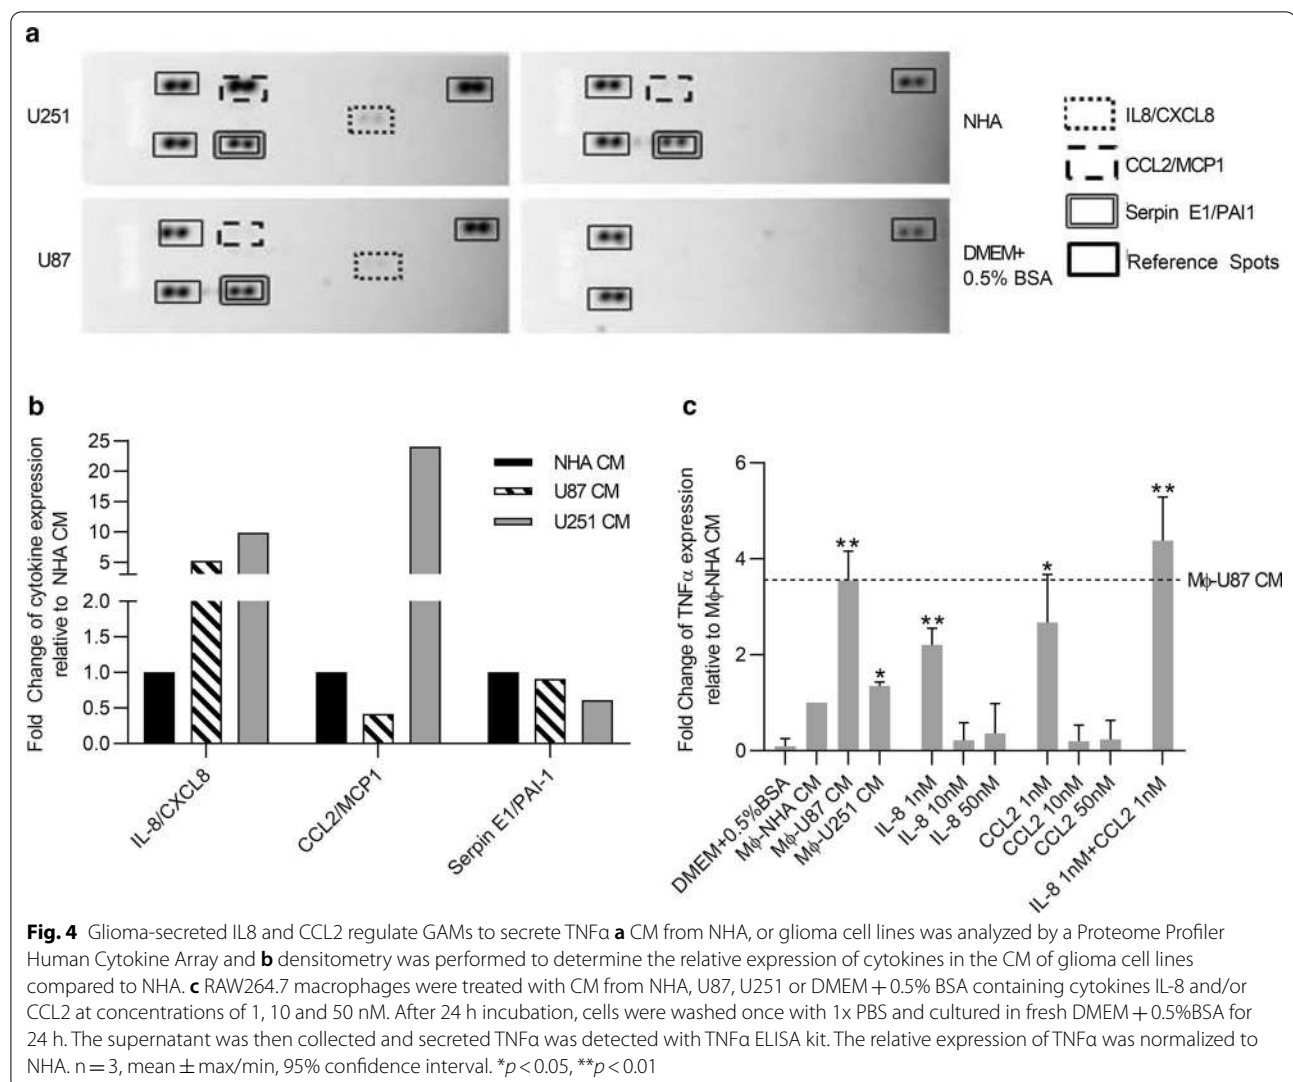 a
U251
NHA
U87
DMEM+
0.5% BSA
IL8/CXCL8
CCL2/MCP1
Serpin E1/PAI1
Reference Spots
b
Fold Change of cytokine expression
relative to NHA CM
25
20
15
10
5
2.0
1.5
1.0
0.5
0.0
NHA CM
U87 CM
U251 CM
IL-8/CXCL8
CCL2/MCP1
Serpin E1/PAI-1
c
Fold Change of TNFα expression
relative to Mϕ-NHA CM
6
4
2
0
**
*
**
*
**
Mϕ-U87 CM
DMEM+0.5%BSA
Mϕ-NHA CM
Mϕ-U87 CM
Mϕ-U251 CM
IL-8 1nM
IL-8 10nM
IL-8 50nM
CCL2 1nM
CCL2 10nM
CCL2 50nM
IL-8 1nM+CCL2 1nM
Fig. 4 Glioma-secreted IL8 and CCL2 regulate GAMs to secrete TNFα a CM from NHA, or glioma cell lines was analyzed by a Proteome Profiler
Human Cytokine Array and b densitometry was performed to determine the relative expression of cytokines in the CM of glioma cell lines
compared to NHA. c RAW264.7 macrophages were treated with CM from NHA, U87, U251 or DMEM + 0.5% BSA containing cytokines IL-8 and/or
CCL2 at concentrations of 1, 10 and 50 nM. After 24 h incubation, cells were washed once with 1x PBS and cultured in fresh DMEM + 0.5%BSA for
24 h. The supernatant was then collected and secreted TNFα was detected with TNFα ELISA kit. The relative expression of TNFα was normalized to
NHA. n = 3, mean ± max/min, 95% confidence interval. *p < 0.05, **p < 0.01